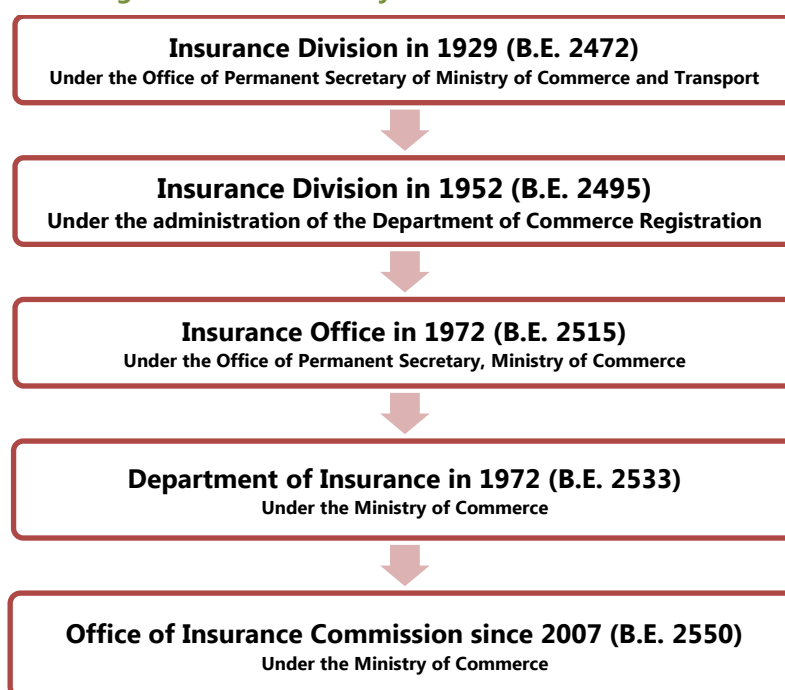 Insurance Division in 1929 (B.E. 2472)
Under the Office of Permanent Secretary of Ministry of Commerce and Transport
Insurance Division in 1952 (B.E. 2495)
Under the administration of the Department of Commerce Registration
Insurance Office in 1972 (B.E. 2515)
Under the Office of Permanent Secretary, Ministry of Commerce
Department of Insurance in 1972 (B.E. 2533)
Under the Ministry of Commerce
Office of Insurance Commission since 2007 (B.E. 2550)
Under the Ministry of Commerce